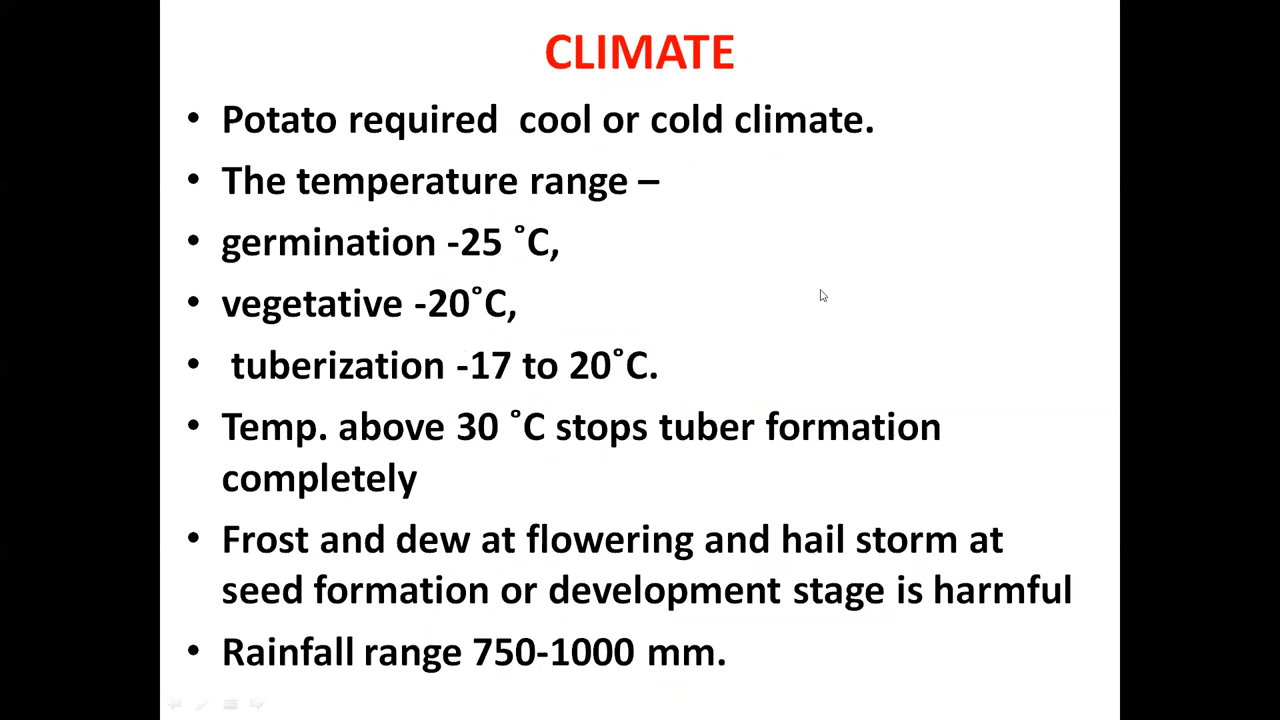 CLIMATE
• Potato required  cool or cold climate.
• The temperature range –
• germination -25 ˚C,
• vegetative -20˚C,
•  tuberization -17 to 20˚C.
• Temp. above 30 ˚C stops tuber formation
completely
• Frost and dew at flowering and hail storm at
seed formation or development stage is harmful
• Rainfall range 750-1000 mm.